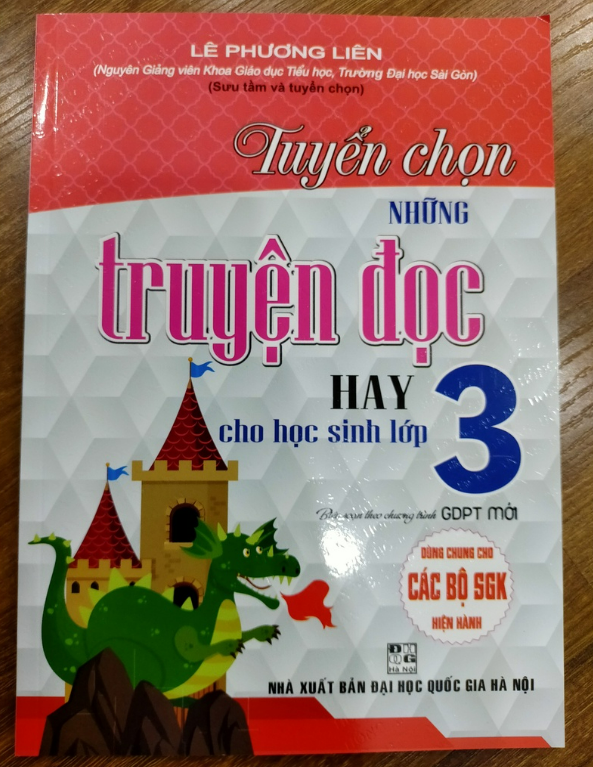 LÊ PHƯƠNG LIÊN
(Nguyên Giảng viên Khoa Giáo dục Tiểu học, Trường Đại học Sài Gòn)
(Sưu tầm và tuyển chọn)
Tuyển chọn
NHỮNG
truyện đọc
HAY
cho học sinh lớp
3
Biên soạn theo chương trình GDPT MỚI
DÙNG CHUNG CHO
CÁC BỘ SGK
HIỆN HÀNH
Hà Nội
NHÀ XUẤT BẢN ĐẠI HỌC QUỐC GIA HÀ NỘI